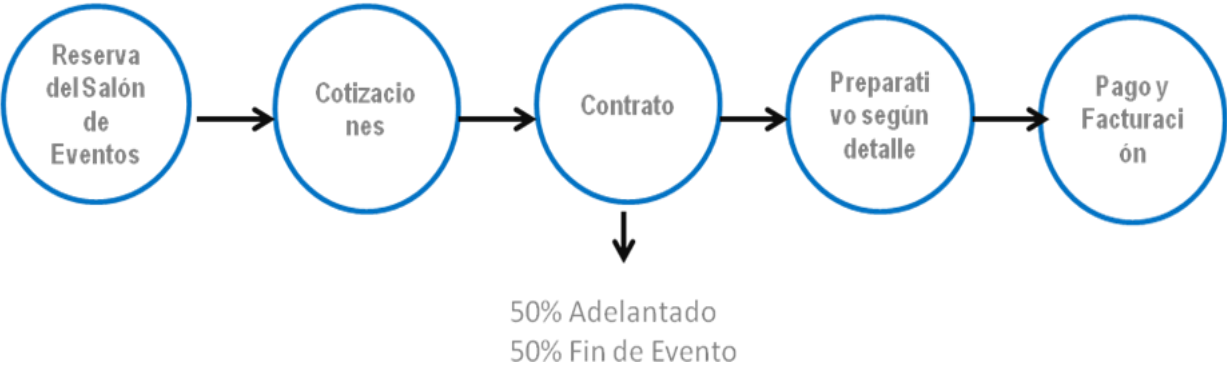 Reserva
del Salón
de
Eventos
Cotizacio
nes
Contrato
Preparati
vo según
detalle
Pago y
Facturaci
ón
50% Adelantado
50% Fin de Evento